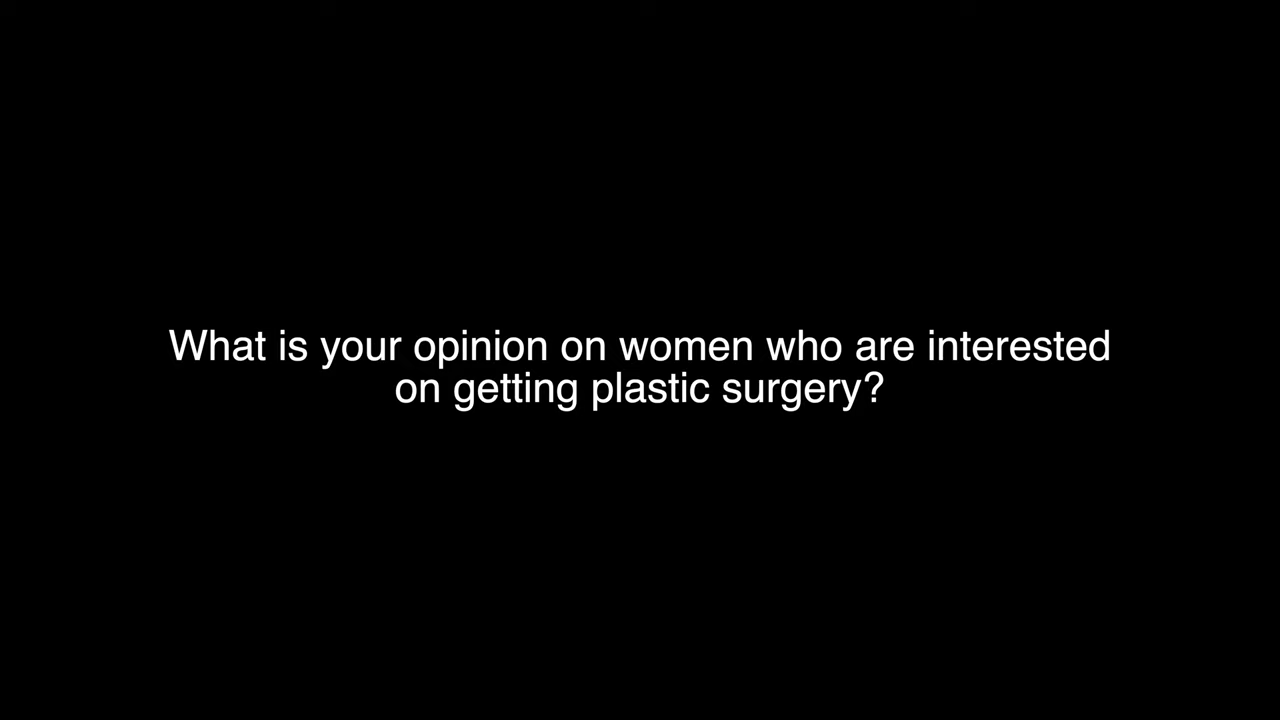 What is your opinion on women who are interested
on getting plastic surgery?